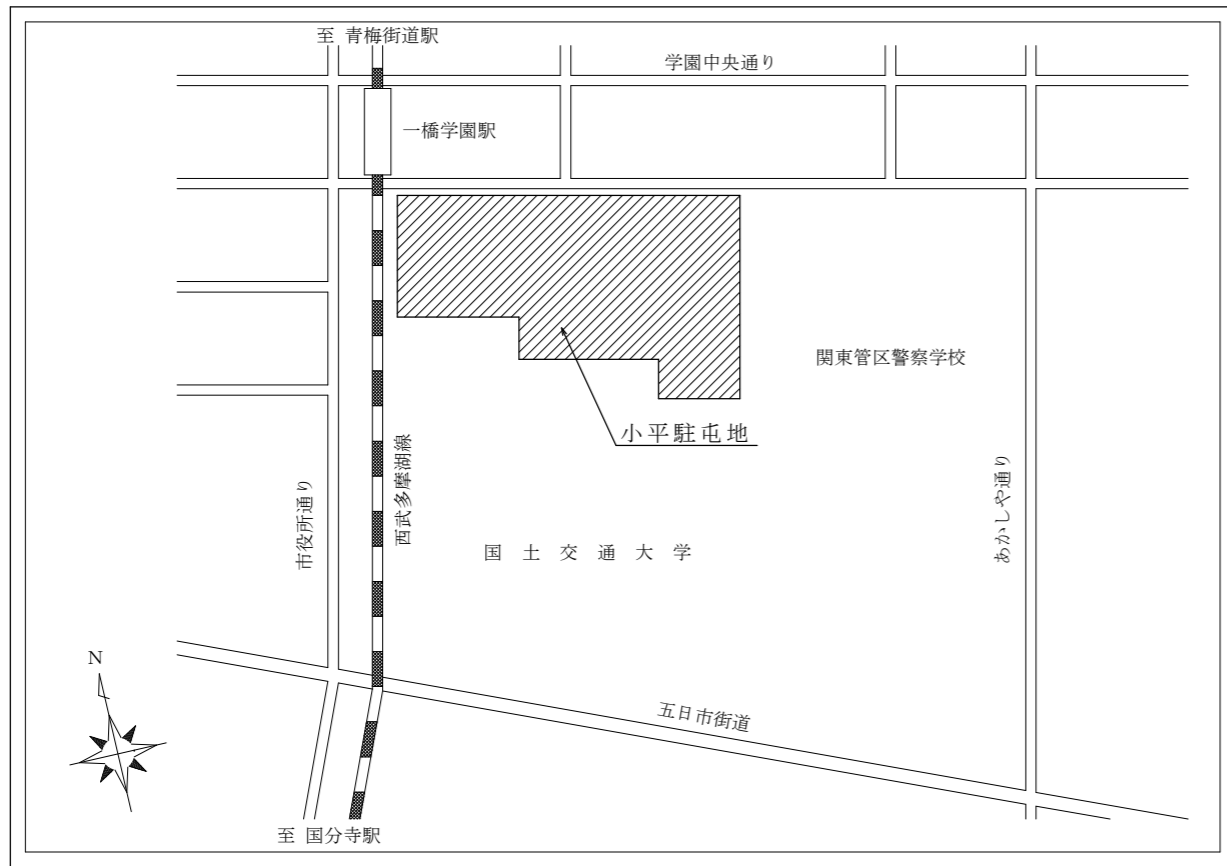 至 青梅街道駅
学園中央通り
一橋学園駅
関東管区警察学校
小平駐屯地
西武多摩湖線
市役所通り
あかしや通り
国土交通大学
N
五日市街道
至 国分寺駅